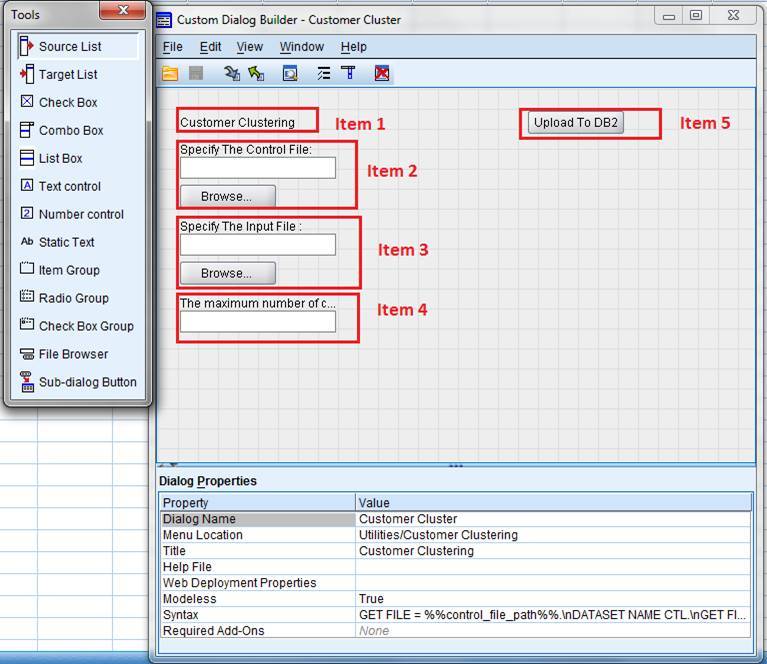 Tools
Source List
Target List
Check Box
Combo Box
List Box
A Text control
2 Number control
Ab Static Text
Item Group
Radio Group
Check Box Group
File Browser
Sub-dialog Button
Custom Dialog Builder - Customer Cluster
File Edit View Window Help
Customer Clustering Item 1
Upload To DB2 Item 5
Specify The Control File:
Item 2
Browse...
Specify The Input File :
Item 3
Browse...
The maximum number of c...
Item 4
Dialog Properties
Property Value
Dialog Name Customer Cluster
Menu Location Utilities/Customer Clustering
Title Customer Clustering
Help File
Web Deployment Properties
Modeless True
Syntax GET FILE = %%control_file_path%%.\nDATASET NAME CTL.\nGET FI...
Required Add-Ons None